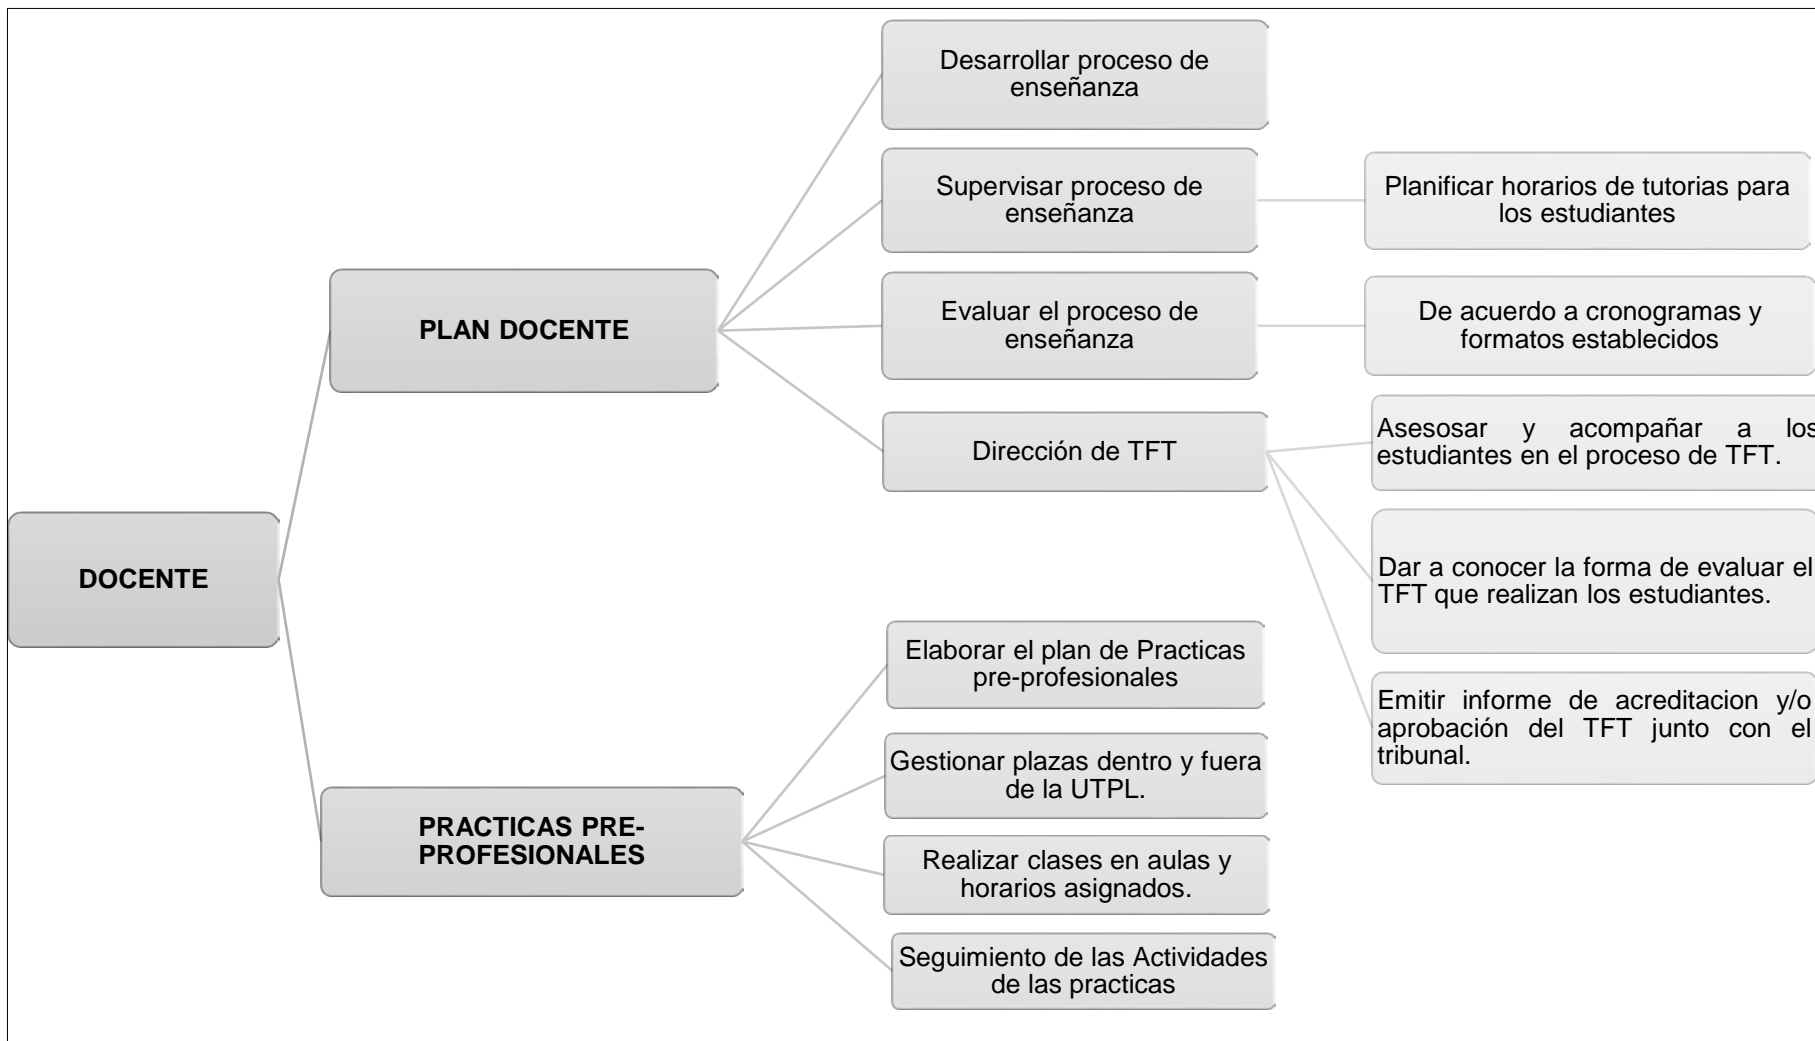 DOCENTE
PLAN DOCENTE
Desarrollar proceso de
enseñanza
Supervisar proceso de
enseñanza
Planificar horarios de tutorias para
los estudiantes
Evaluar el proceso de
enseñanza
De acuerdo a cronogramas y
formatos establecidos
Dirección de TFT
Asesosar y acompañar a los
estudiantes en el proceso de TFT.
Dar a conocer la forma de evaluar el
TFT que realizan los estudiantes.
Emitir informe de acreditacion y/o
aprobación del TFT junto con el
tribunal.
PRACTICAS PRE-
PROFESIONALES
Elaborar el plan de Practicas
pre-profesionales
Gestionar plazas dentro y fuera
de la UTPL.
Realizar clases en aulas y
horarios asignados.
Seguimiento de las Actividades
de las practicas